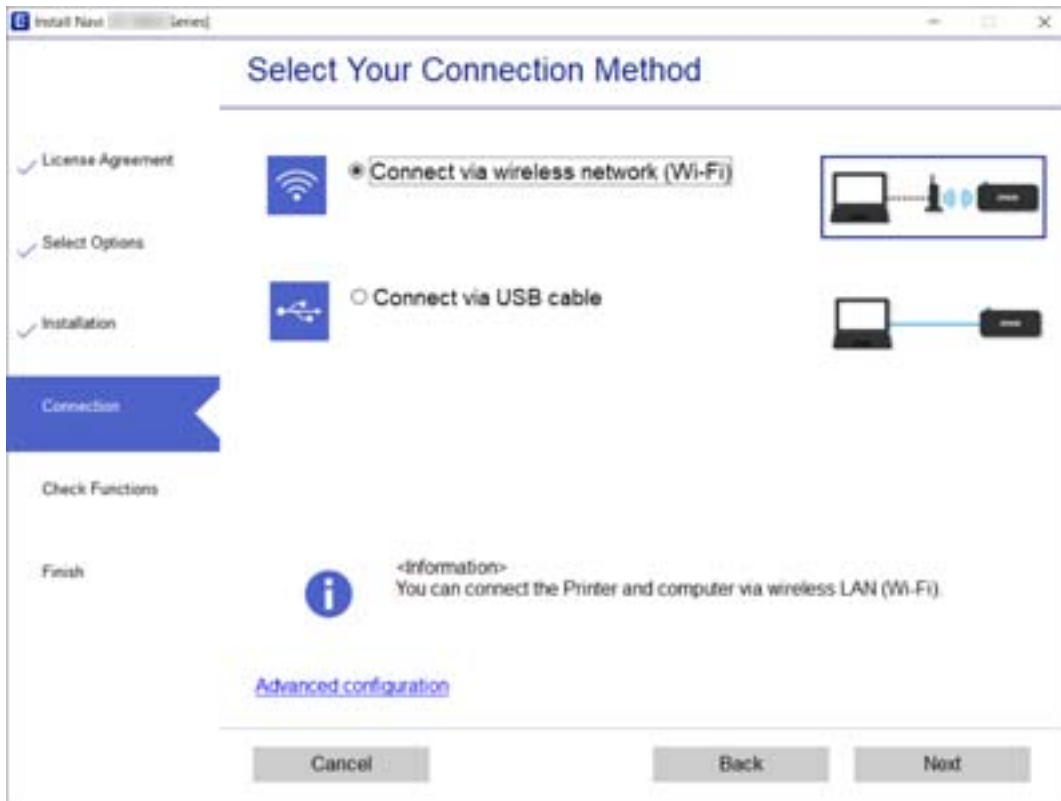 Install Navi Series]
Select Your Connection Method
License Agreement
Select Options
Installation
Connection
Check Functions
Finish
Connect via wireless network (Wi-Fi)
Connect via USB cable
<Information>
You can connect the Printer and computer via wireless LAN (Wi-Fi).
Advanced configuration
Cancel
Back
Next